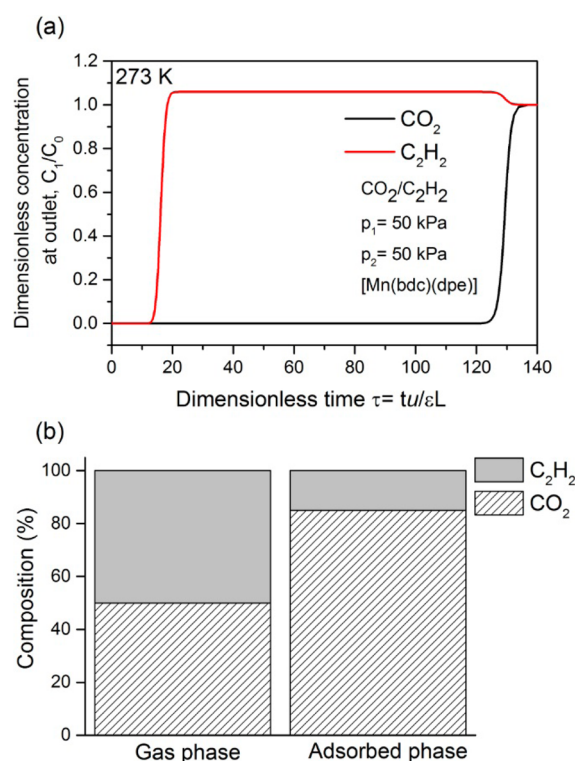 (a)
273 K
1.2
1.0
0.8
0.6
0.4
0.2
0.0
Dimensionless concentration
at outlet, C₁/C₀
CO₂
C₂H₂
CO₂/C₂H₂
p₁= 50 kPa
p₂= 50 kPa
[Mn(bdc)(dpe)]
0 20 40 60 80 100 120 140
Dimensionless time τ= tu/εL
(b)
100
80
60
40
20
0
Composition (%)
C₂H₂
CO₂
Gas phase Adsorbed phase